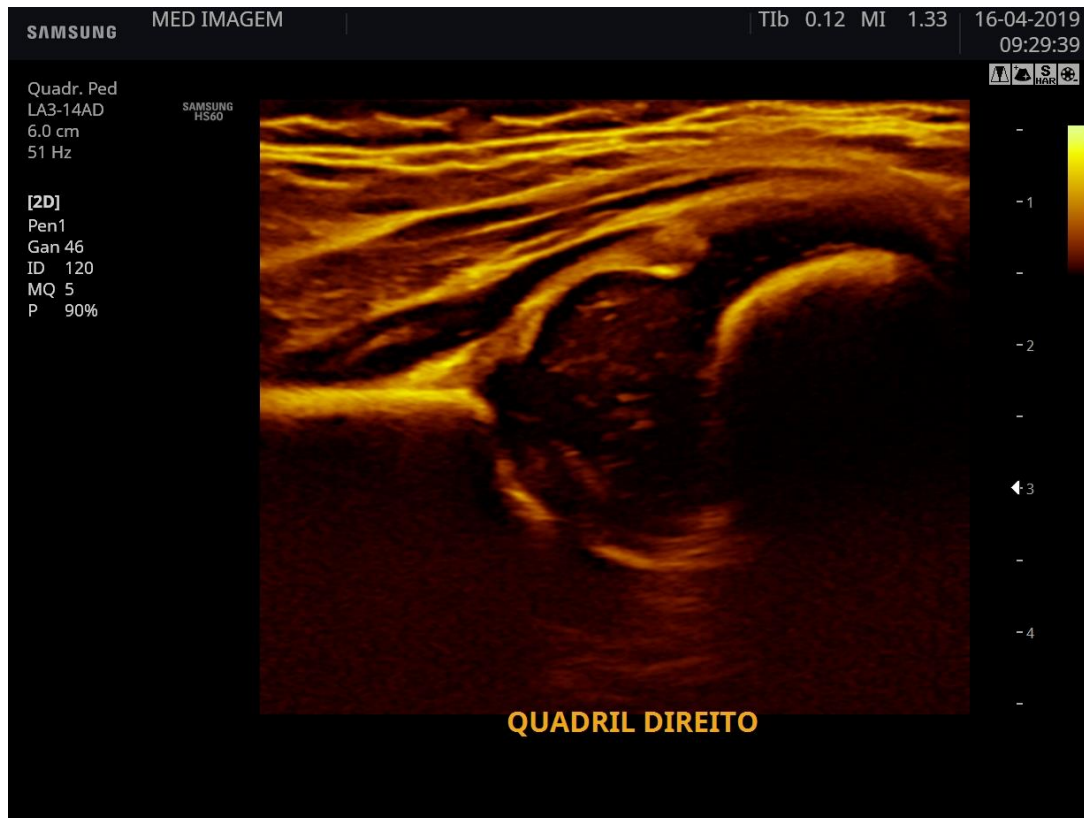 SAMSUNG
MED IMAGEM
TIb 0.12 MI 1.33
16-04-2019
09:29:39
Quadr. Ped
LA3-14AD
6.0 cm
51 Hz
SAMSUNG
HS60
S
HAR
[2D]
Pen1
Gan 46
ID 120
MQ 5
P 90%
1
2
3
4
QUADRIL DIREITO